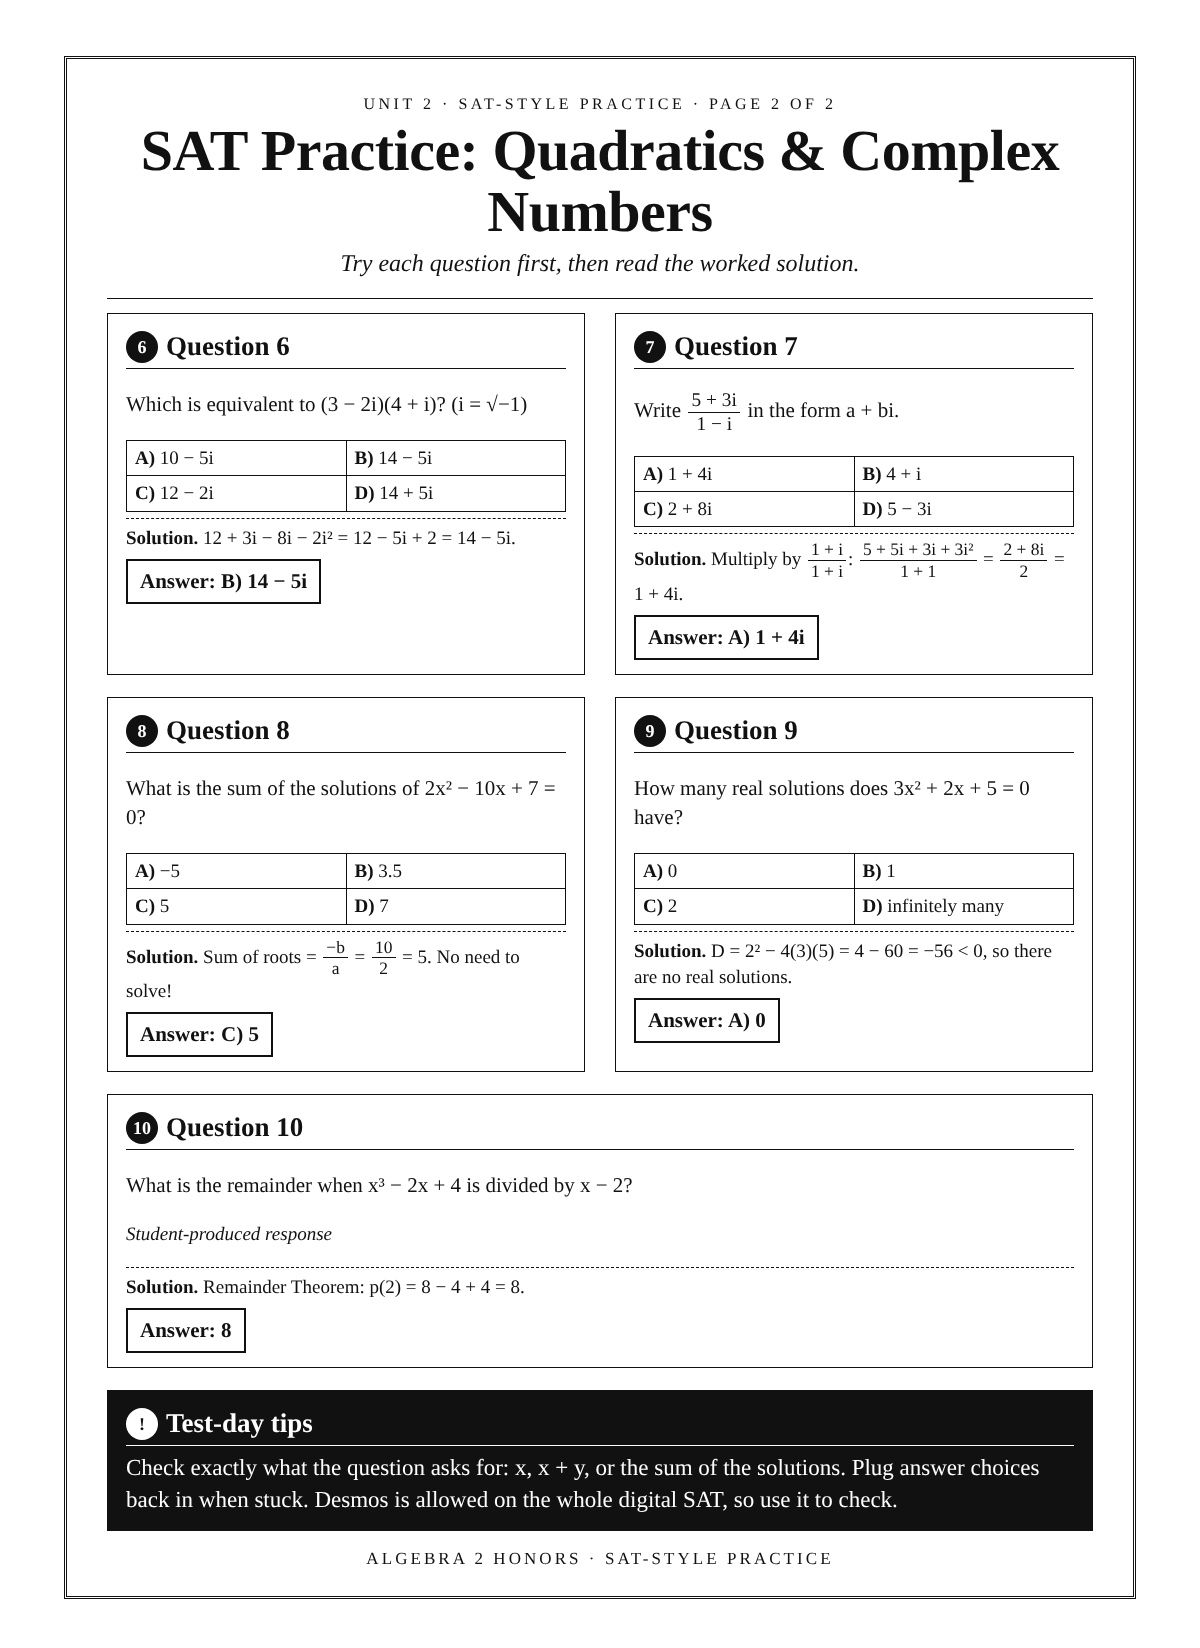 UNIT 2 · SAT-STYLE PRACTICE · PAGE 2 OF 2
SAT Practice: Quadratics & Complex
Numbers
Try each question first, then read the worked solution.
6 Question 6
Which is equivalent to (3 − 2i)(4 + i)? (i = √−1)
A) 10 − 5i B) 14 − 5i
C) 12 − 2i D) 14 + 5i
Solution. 12 + 3i − 8i − 2i² = 12 − 5i + 2 = 14 − 5i.
Answer: B) 14 − 5i
7 Question 7
Write (5 + 3i)/(1 − i) in the form a + bi.
A) 1 + 4i B) 4 + i
C) 2 + 8i D) 5 − 3i
Solution. Multiply by (1 + i)/(1 + i): (5 + 5i + 3i + 3i²)/(1 + 1) = (2 + 8i)/2 =
1 + 4i.
Answer: A) 1 + 4i
8 Question 8
What is the sum of the solutions of 2x² − 10x + 7 =
0?
A) −5 B) 3.5
C) 5 D) 7
Solution. Sum of roots = −b/a = 10/2 = 5. No need to
solve!
Answer: C) 5
9 Question 9
How many real solutions does 3x² + 2x + 5 = 0
have?
A) 0 B) 1
C) 2 D) infinitely many
Solution. D = 2² − 4(3)(5) = 4 − 60 = −56 < 0, so there
are no real solutions.
Answer: A) 0
10 Question 10
What is the remainder when x³ − 2x + 4 is divided by x − 2?
Student-produced response
Solution. Remainder Theorem: p(2) = 8 − 4 + 4 = 8.
Answer: 8
! Test-day tips
Check exactly what the question asks for: x, x + y, or the sum of the solutions. Plug answer choices
back in when stuck. Desmos is allowed on the whole digital SAT, so use it to check.
ALGEBRA 2 HONORS · SAT-STYLE PRACTICE